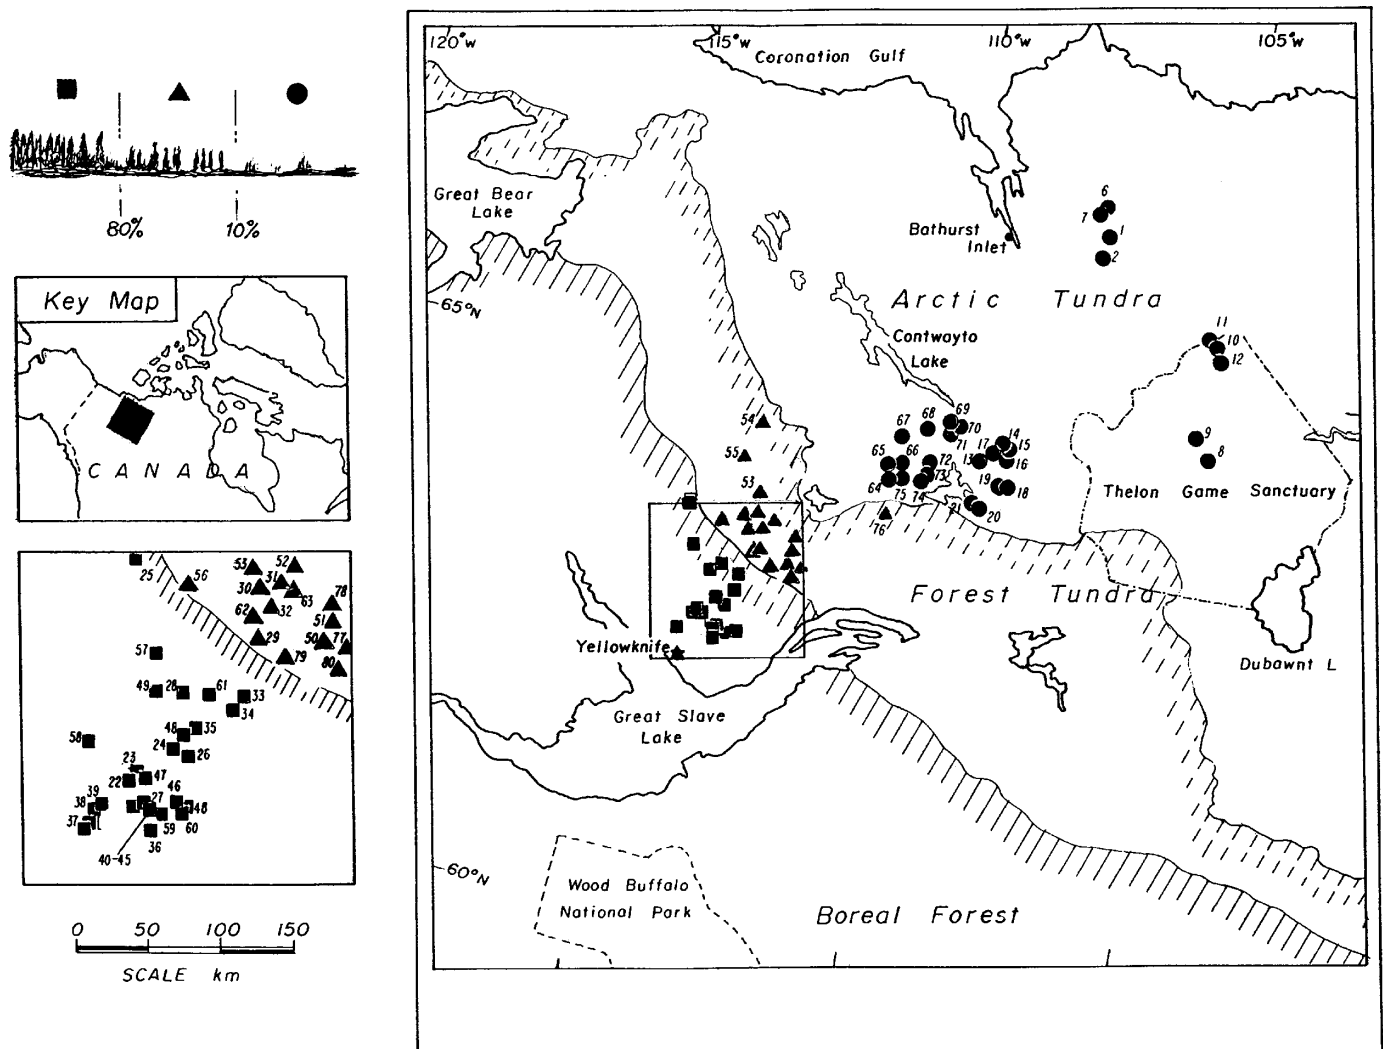 80%
10%
Key Map
CANADA
25
56
53
52
31
30
63
78
62
32
51
29
50
77
79
80
57
49
28
61
33
34
58
48
35
24
26
23
22
47
39
38
27
46
48
37
59
60
40-45
36
0 50 100 150
SCALE km
120°W
115°W
110°W
105°W
Coronation Gulf
Great Bear
Lake
6
7
1
2
Bathurst
Inlet
65°N
Arctic Tundra
Contwayto
Lake
11
10
12
54
55
53
67
68
69
70
71
14
15
17
13
16
65
66
72
73
64
75
74
19
18
21
20
76
9
8
Thelon Game Sanctuary
Forest Tundra
Yellowknife
Dubawnt L
Great Slave
Lake
60°N
Wood Buffalo
National Park
Boreal Forest